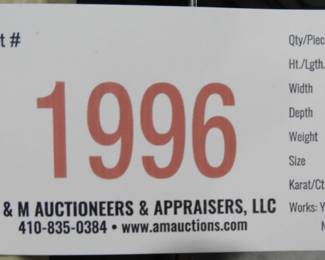 t #
1996
& M AUCTIONEERS & APPRAISERS, LLC
410-835-0384 • www.amauctions.com
Qty/Piec
Ht./Lgth.
Width
Depth
Weight
Size
Karat/Ct
Works: Y
N